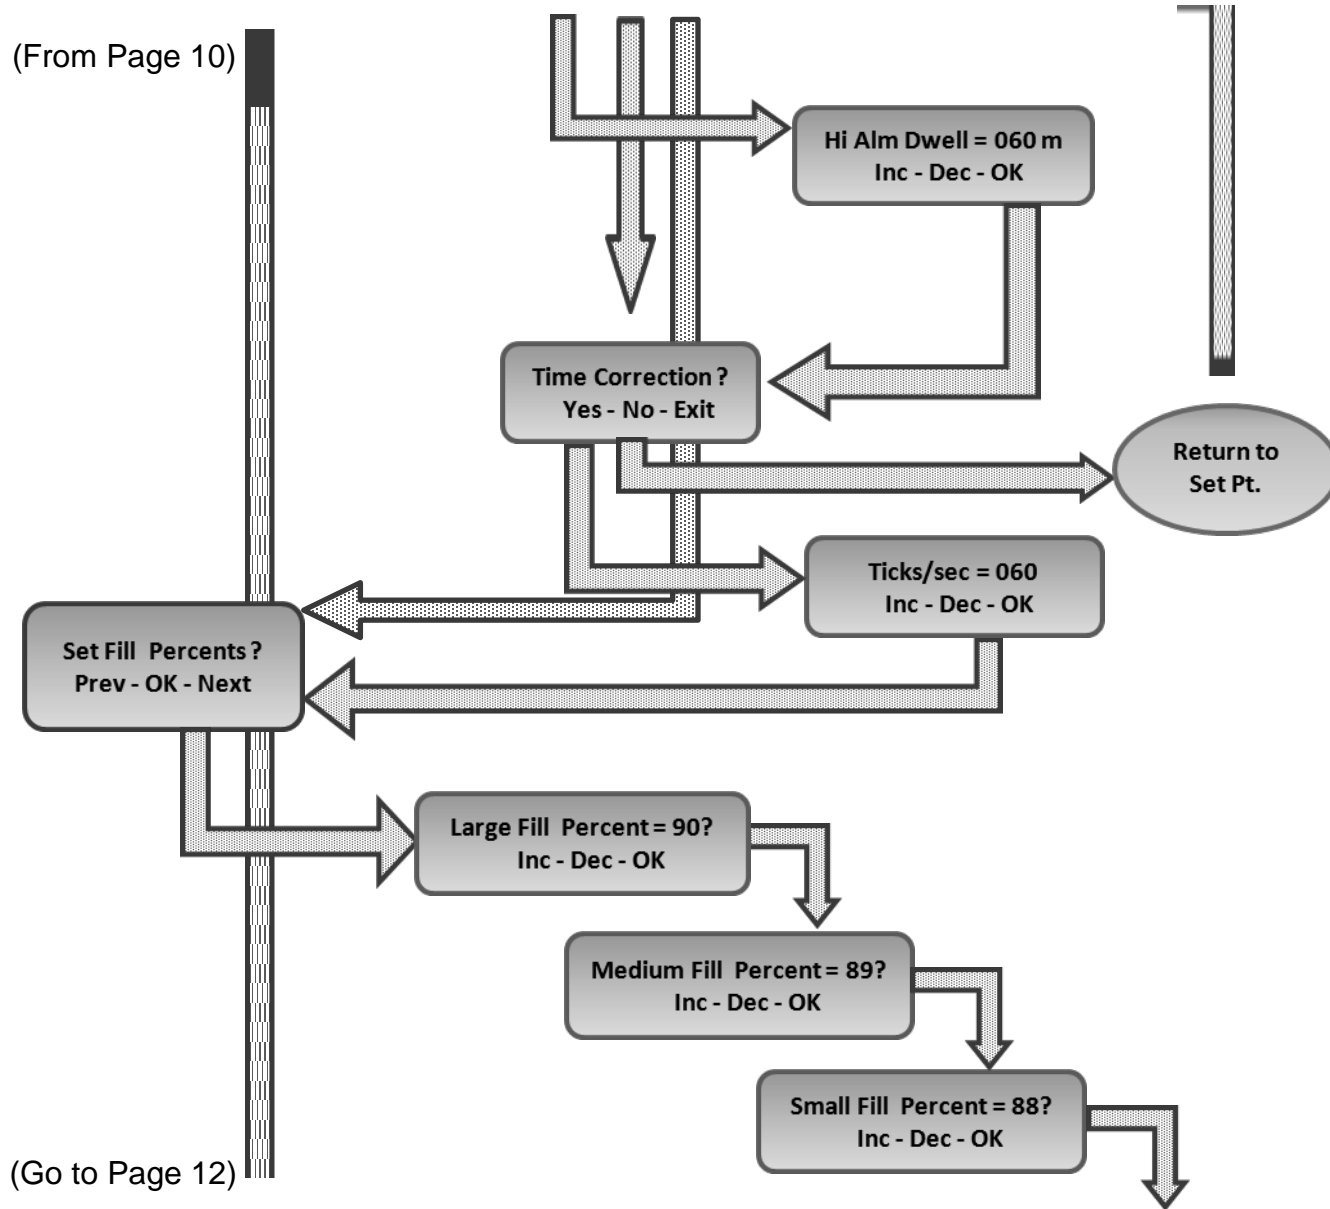 (From Page 10)
Hi Alm Dwell = 060 m
Inc - Dec - OK
Time Correction ?
Yes - No - Exit
Return to
Set Pt.
Ticks/sec = 060
Inc - Dec - OK
Set Fill Percents ?
Prev - OK - Next
Large Fill Percent = 90?
Inc - Dec - OK
Medium Fill Percent = 89?
Inc - Dec - OK
Small Fill Percent = 88?
Inc - Dec - OK
(Go to Page 12)